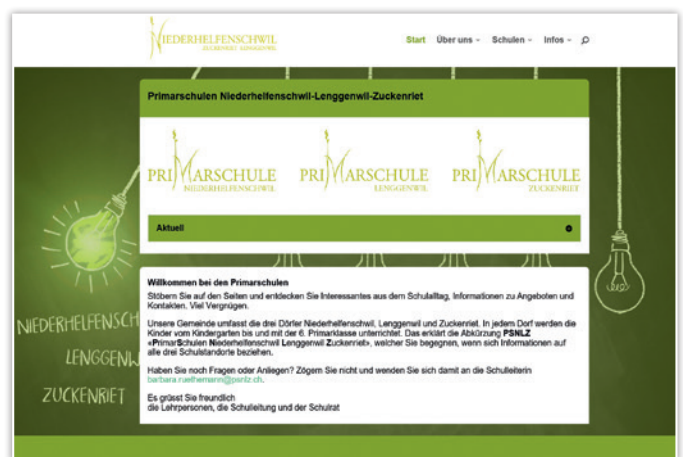 NIEDERHELFENSCHWIL
ZUCKENRIET LENGGENWIL
Start Über uns Schulen Infos
Primarschulen Niederhelfenschwil-Lenggenwil-Zuckenriet
PRIMARSCHULE
NIEDERHELFENSCHWIL
PRIMARSCHULE
LENGGENWIL
PRIMARSCHULE
ZUCKENRIET
Aktuell
Willkommen bei den Primarschulen
Stöbern Sie auf den Seiten und entdecken Sie Interessantes aus dem Schulalltag, Informationen zu Angeboten und
Kontakten. Viel Vergnügen.
Unsere Gemeinde umfasst die drei Dörfer Niederhelfenschwil, Lenggenwil und Zuckenriet. In jedem Dorf werden die
Kinder vom Kindergarten bis und mit der 6. Primarklasse unterrichtet. Das erklärt die Abkürzung PSNLZ
«PrimarSchulen Niederhelfenschwil Lenggenwil Zuckenriet», welcher Sie begegnen, wenn sich Informationen auf
alle drei Schulstandorte beziehen.
Haben Sie noch Fragen oder Anliegen? Zögern Sie nicht und wenden Sie sich damit an die Schulleiterin
barbara.ruethemann@psnlz.ch.
Es grüsst Sie freundlich
die Lehrpersonen, die Schulleitung und der Schulrat
NIEDERHELFENSCH
LENGGENW
ZUCKENRIET